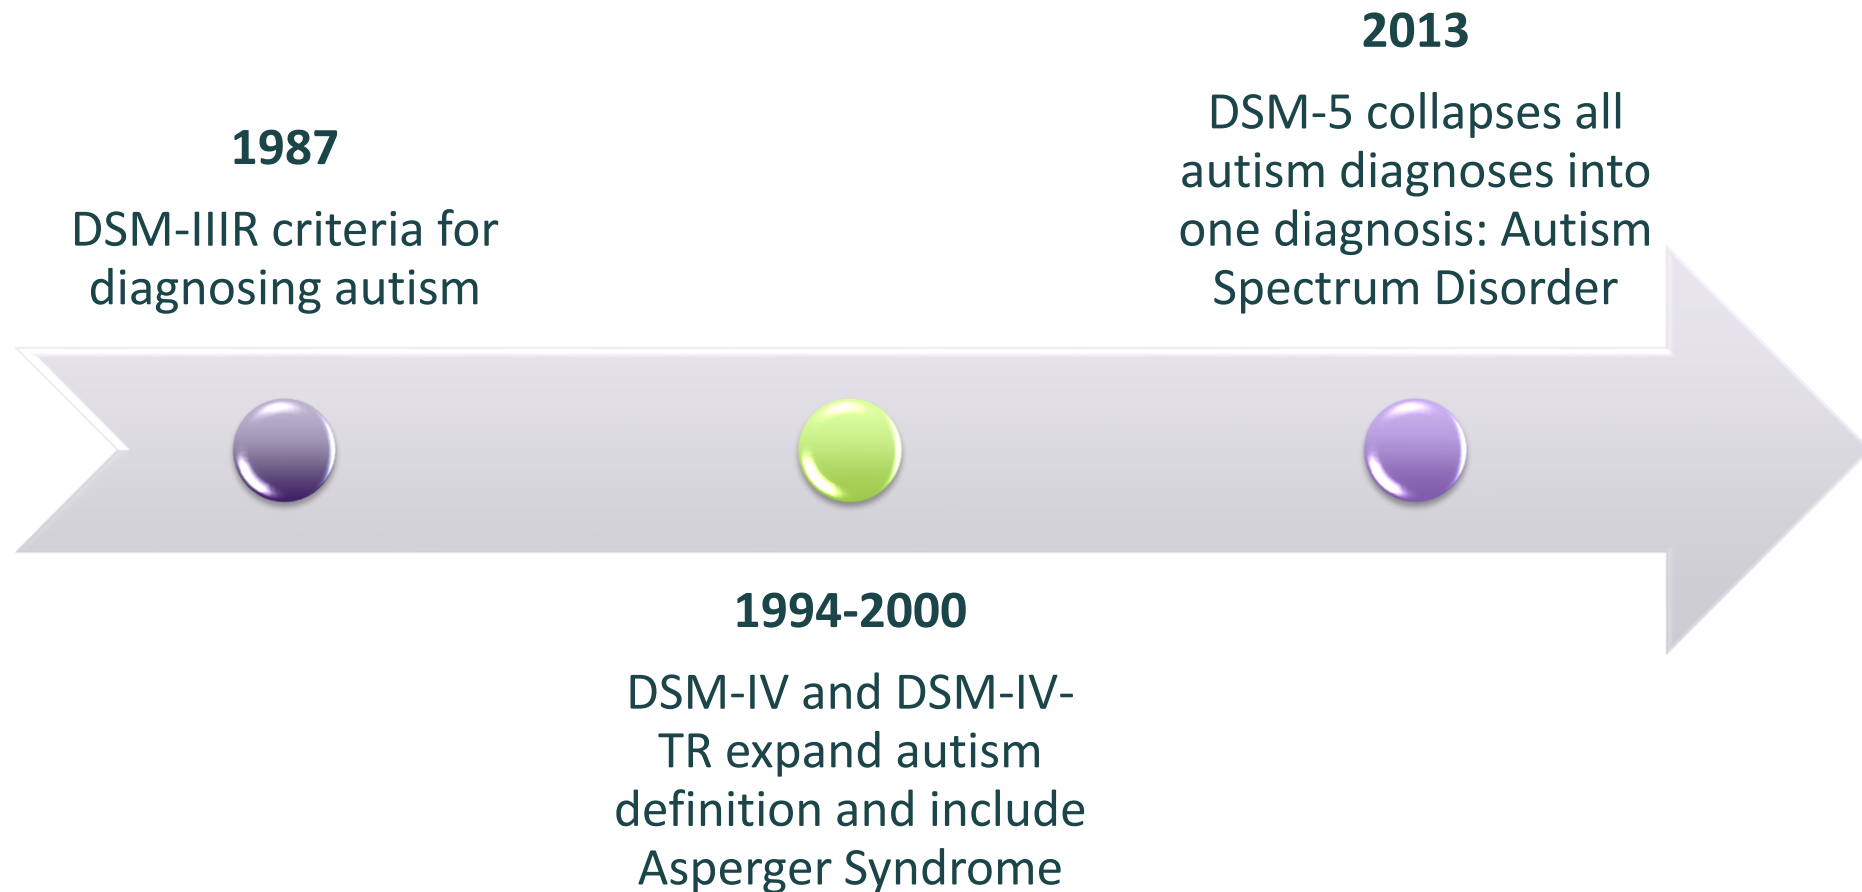 1987
DSM-IIIR criteria for
diagnosing autism
1994-2000
DSM-IV and DSM-IV-
TR expand autism
definition and include
Asperger Syndrome
2013
DSM-5 collapses all
autism diagnoses into
one diagnosis: Autism
Spectrum Disorder